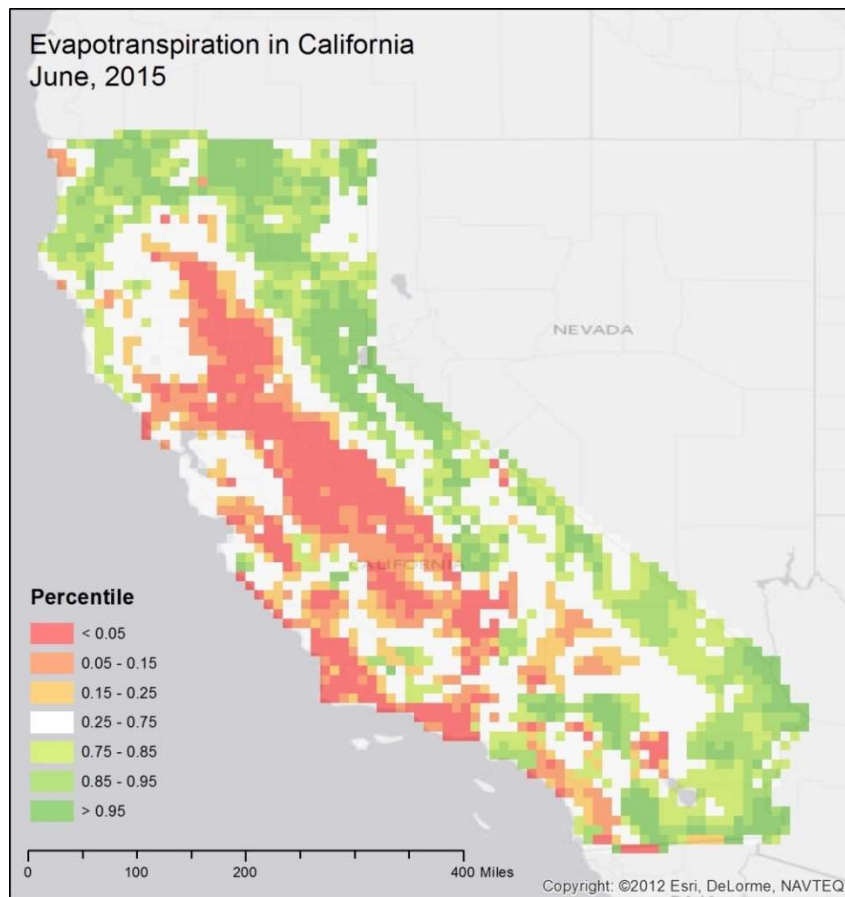 Evapotranspiration in California
June, 2015
NEVADA
CALIFORNIA
Percentile
< 0.05
0.05 - 0.15
0.15 - 0.25
0.25 - 0.75
0.75 - 0.85
0.85 - 0.95
> 0.95
0 100 200 400 Miles
Copyright: ©2012 Esri, DeLorme, NAVTEQ